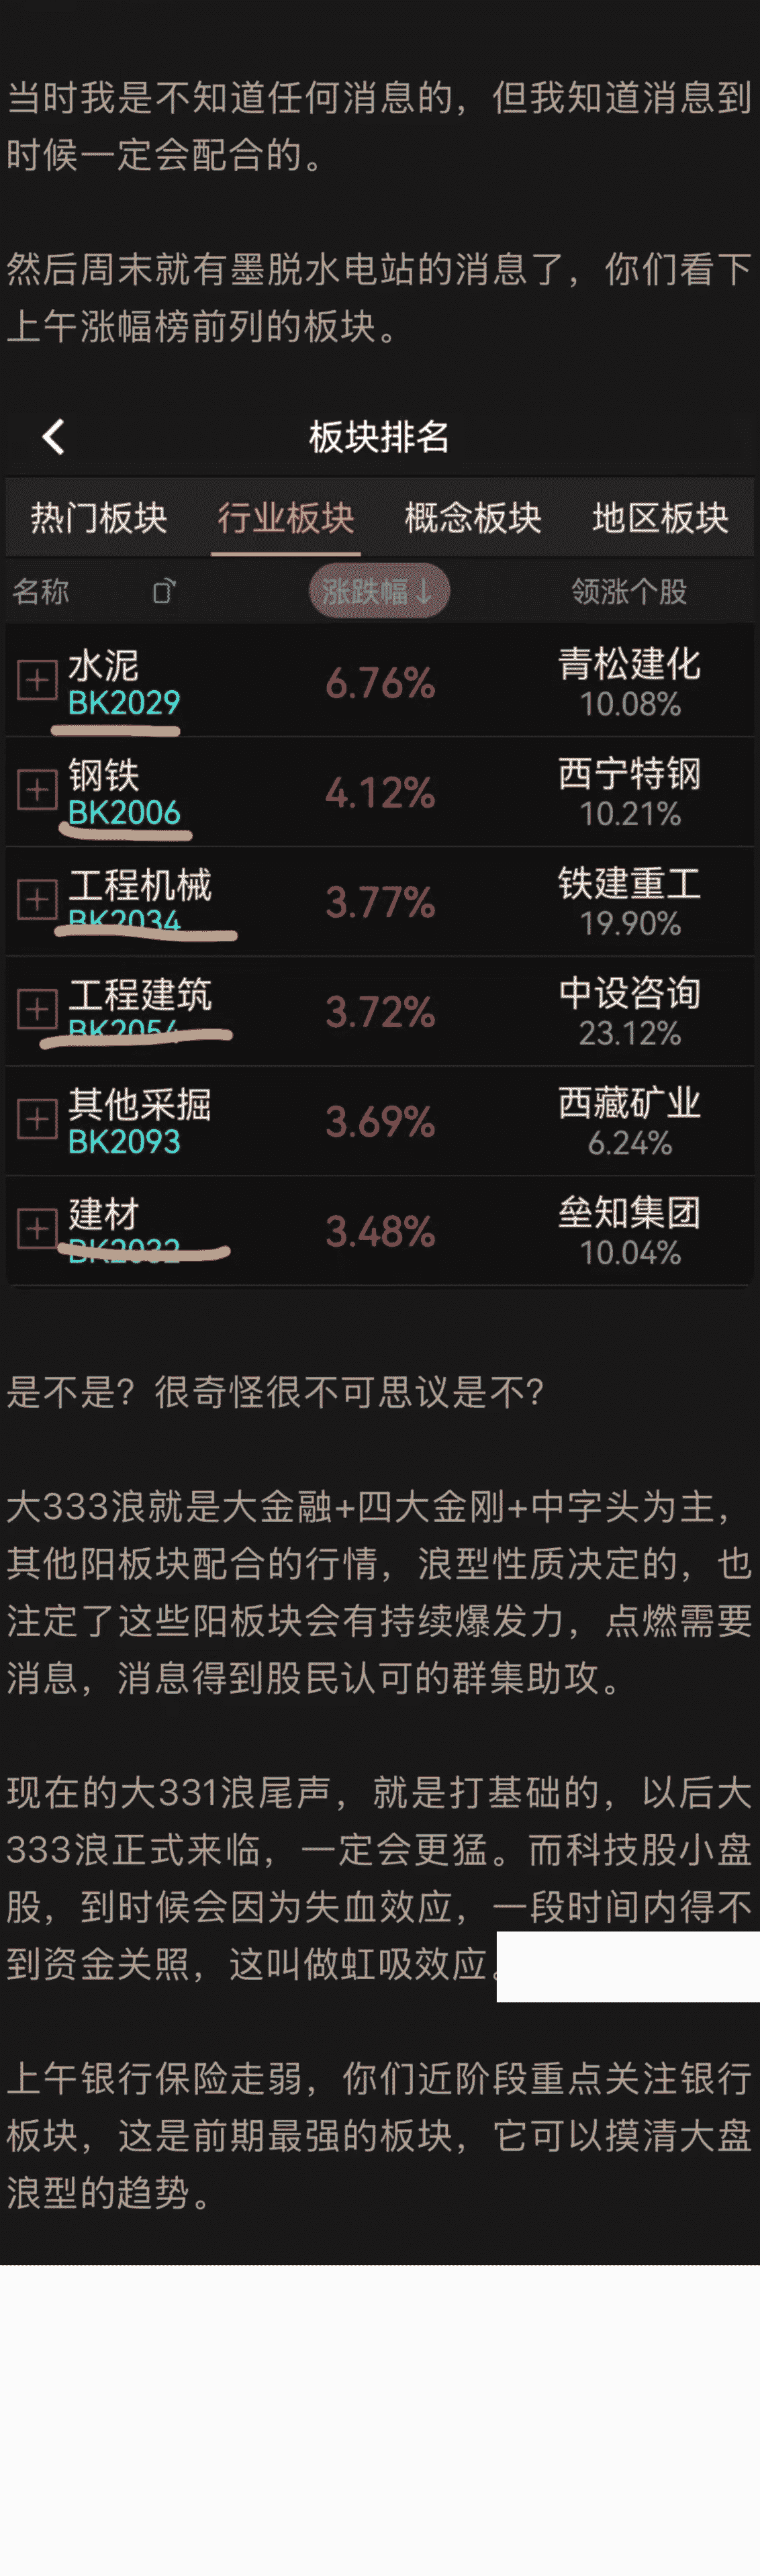 当时我是不知道任何消息的，但我知道消息到
时候一定会配合的。
然后周末就有墨脱水电站的消息了，你们看下
上午涨幅榜前列的板块。
板块排名
热门板块 行业板块 概念板块 地区板块
名称 涨跌幅↓ 领涨个股
水泥 6.76% 青松建化
BK2029 10.08%
钢铁 4.12% 西宁特钢
BK2006 10.21%
工程机械 3.77% 铁建重工
BK2034 19.90%
工程建筑 3.72% 中设咨询
BK2054 23.12%
其他采掘 3.69% 西藏矿业
BK2093 6.24%
建材 3.48% 垒知集团
BK2032 10.04%
是不是？很奇怪很不可思议是不？
大333浪就是大金融+四大金刚+中字头为主，
其他阳板块配合的行情，浪型性质决定的，也
注定了这些阳板块会有持续爆发力，点燃需要
消息，消息得到股民认可的群集助攻。
现在的大331浪尾声，就是打基础的，以后大
333浪正式来临，一定会更猛。而科技股小盘
股，到时候会因为失血效应，一段时间内得不
到资金关照，这叫做虹吸效应。
上午银行保险走弱，你们近阶段重点关注银行
板块，这是前期最强的板块，它可以摸清大盘
浪型的趋势。